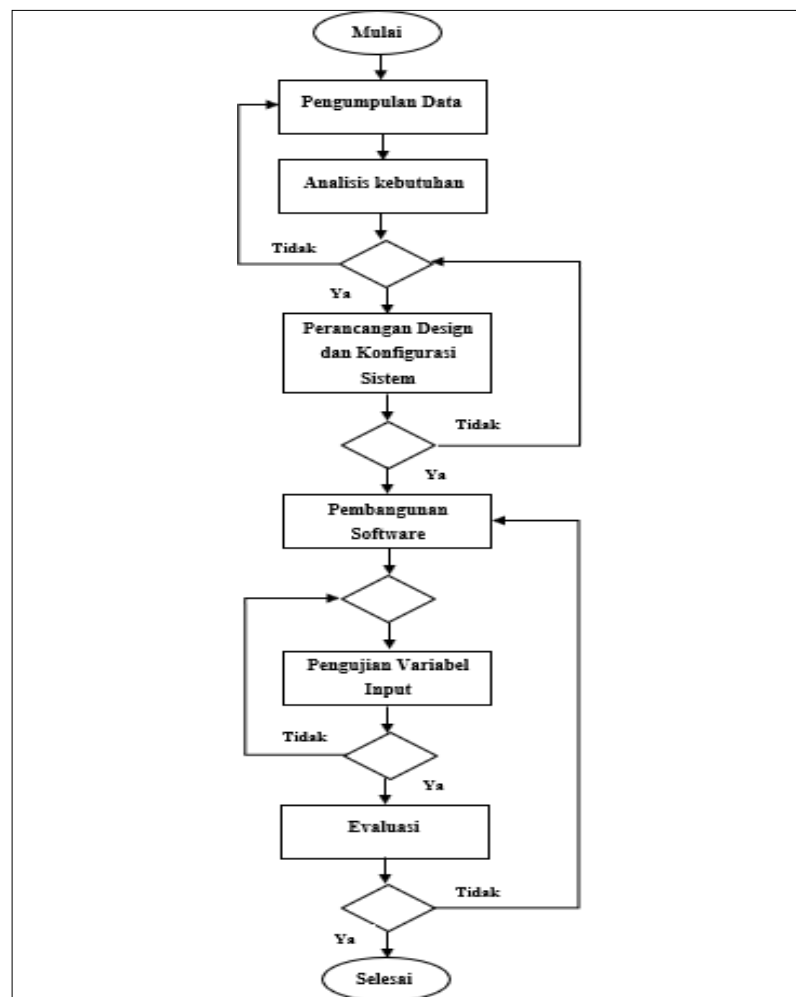 Mulai
Pengumpulan Data
Analisis kebutuhan
Tidak
Ya
Perancangan Design
dan Konfigurasi
Sistem
Tidak
Ya
Pembangunan
Software
Pengujian Variabel
Input
Tidak
Ya
Evaluasi
Tidak
Ya
Selesai